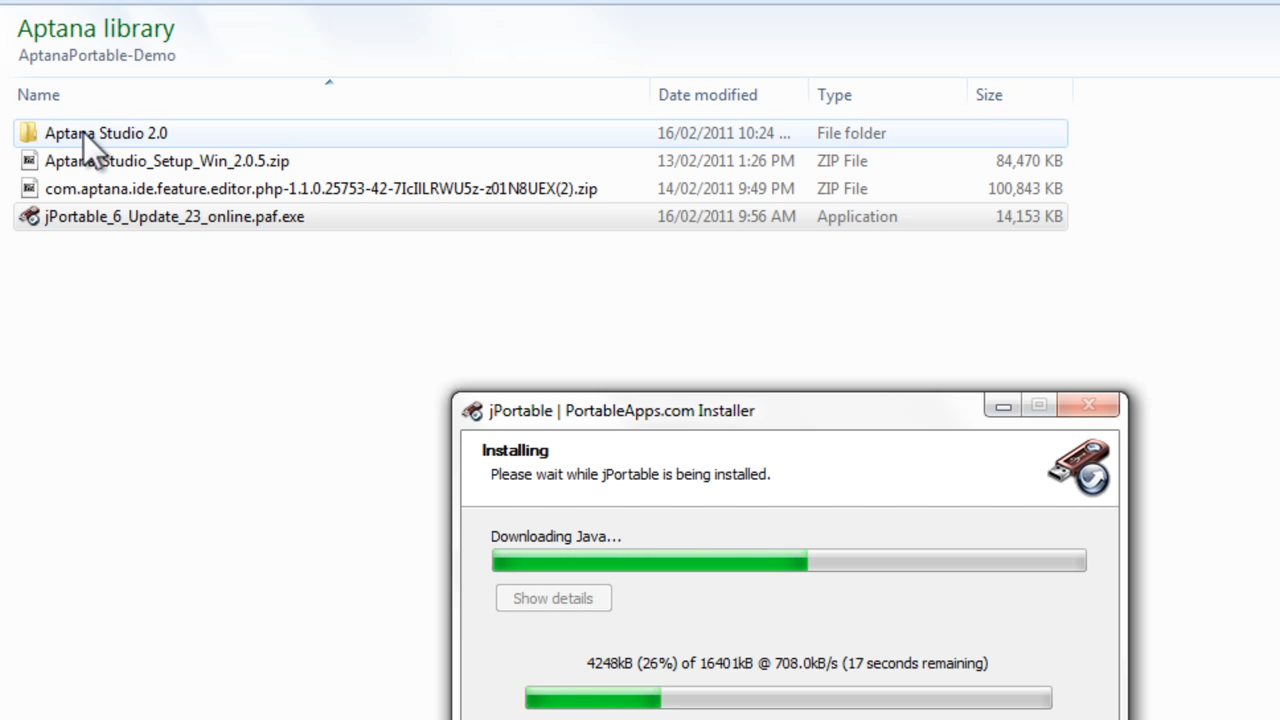 Aptana library
AptanaPortable-Demo
Name Date modified Type Size
Aptana Studio 2.0 16/02/2011 10:24 ... File folder
Aptana_Studio_Setup_Win_2.0.5.zip 13/02/2011 1:26 PM ZIP File 84,470 KB
com.aptana.ide.feature.editor.php-1.1.0.25753-42-7IcIILRWU5z-z01N8UEX(2).zip 14/02/2011 9:49 PM ZIP File 100,843 KB
jPortable_6_Update_23_online.paf.exe 16/02/2011 9:56 AM Application 14,153 KB
jPortable | PortableApps.com Installer
Installing
Please wait while jPortable is being installed.
Downloading Java...
Show details
4248kB (26%) of 16401kB @ 708.0kB/s (17 seconds remaining)